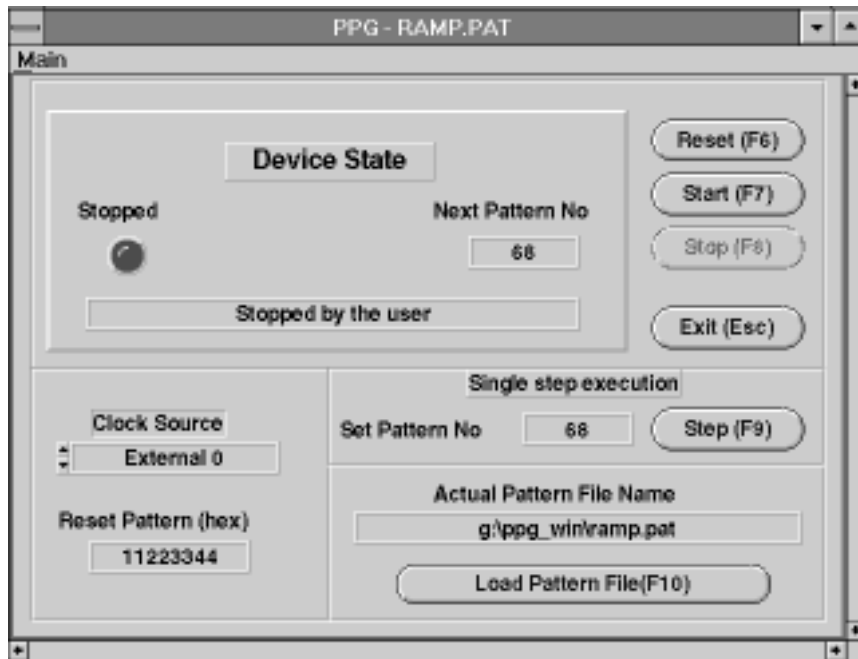 PPG - RAMP.PAT
Main
Device State
Stopped
Next Pattern No
68
Stopped by the user
Reset (F6)
Start (F7)
Stop (F8)
Exit (Esc)
Clock Source
External 0
Reset Pattern (hex)
11223344
Single step execution
Set Pattern No
68
Step (F9)
Actual Pattern File Name
g:\ppg_win\ramp.pat
Load Pattern File(F10)